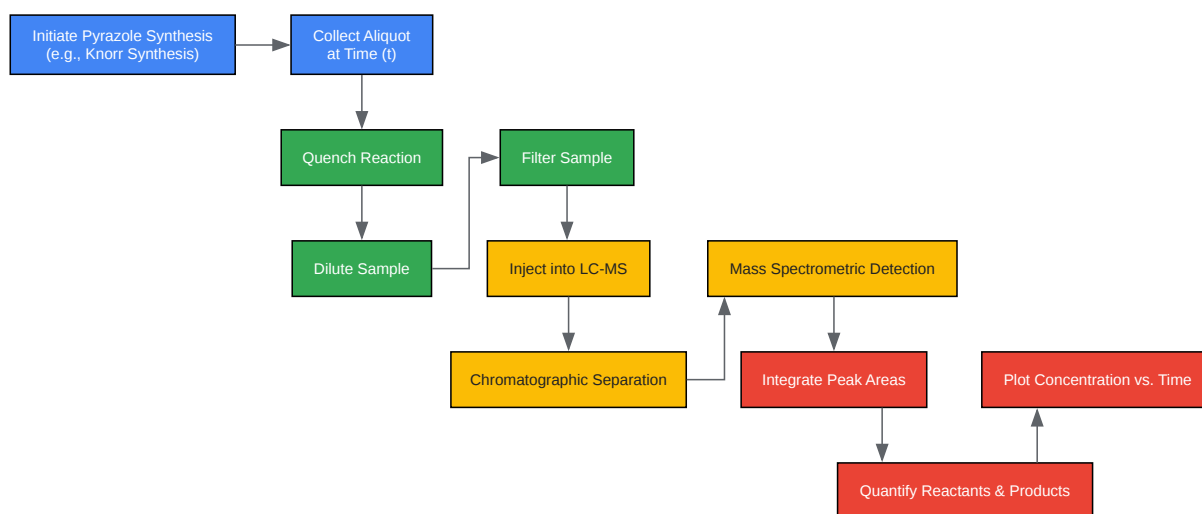 Initiate Pyrazole Synthesis
(e.g., Knorr Synthesis)
Collect Aliquot
at Time (t)
Quench Reaction
Filter Sample
Dilute Sample
Inject into LC-MS
Mass Spectrometric Detection
Chromatographic Separation
Integrate Peak Areas
Plot Concentration vs. Time
Quantify Reactants & Products